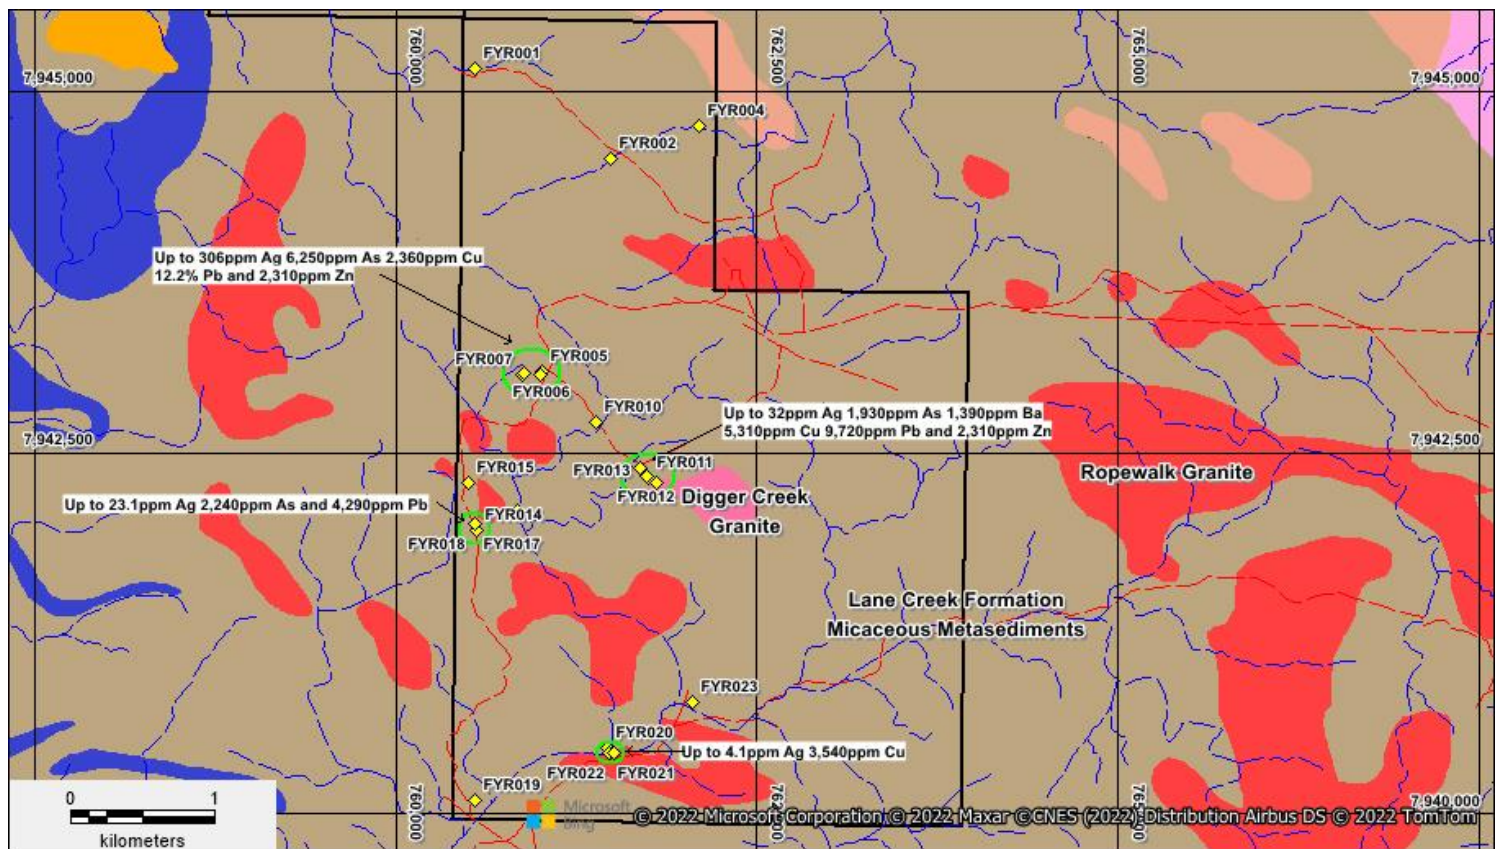 760,000
762,500
765,000
FYR001
7,945,000
7,945,000
FYR004
FYR002
Up to 306ppm Ag 6,250ppm As 2,360ppm Cu
12.2% Pb and 2,310ppm Zn
FYR007
FYR005
FYR006
FYR010
Up to 32ppm Ag 1,930ppm As 1,390ppm Ba
5,310ppm Cu 9,720ppm Pb and 2,310ppm Zn
7,942,500
7,942,500
FYR015
FYR013
FYR011
FYR012
Ropewalk Granite
Digger Creek
Granite
Up to 23.1ppm Ag 2,240ppm As and 4,290ppm Pb
FYR014
FYR018
FYR017
Lane Creek Formation
Micaceous Metasediments
FYR023
FYR020
Up to 4.1ppm Ag 3,540ppm Cu
FYR022
FYR021
FYR019
7,940,000
760,000
0
1
kilometers
Microsoft
Bing
© 2022 Microsoft Corporation © 2022 Maxar ©CNES (2022) Distribution Airbus DS © 2022 TomTom